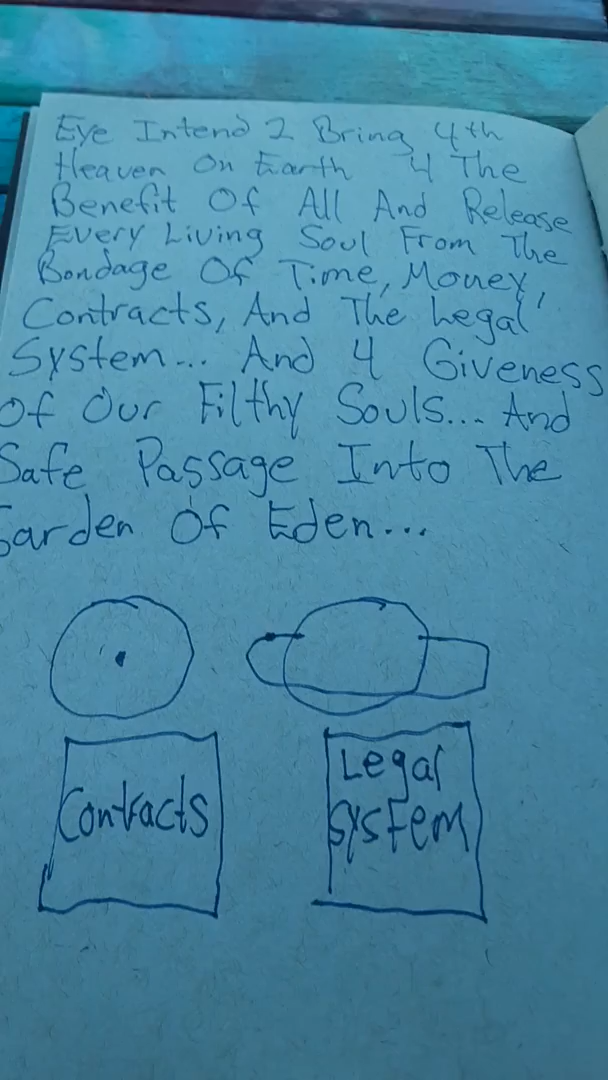 Eye Intend 2 Bring 4th
Heaven On Earth 4 The
Benefit Of All And Release
Every Living Soul From The
Bondage Of Time, Money,
Contracts, And The Legal
System... And 4 Giveness
Of Our Filthy Souls... And
Safe Passage Into The
Garden Of Eden...
Contracts
Legal
System